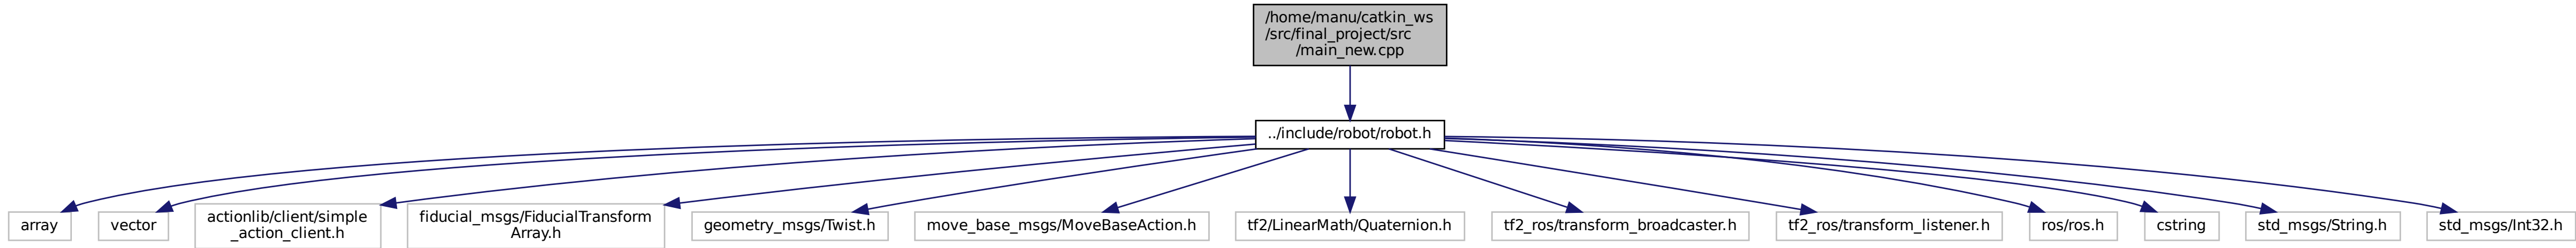 /home/manu/catkin_ws
/src/final_project/src
/main_new.cpp
../include/robot/robot.h
array
vector
actionlib/client/simple
_action_client.h
fiducial_msgs/FiducialTransform
Array.h
geometry_msgs/Twist.h
move_base_msgs/MoveBaseAction.h
tf2/LinearMath/Quaternion.h
tf2_ros/transform_broadcaster.h
tf2_ros/transform_listener.h
ros/ros.h
cstring
std_msgs/String.h
std_msgs/Int32.h